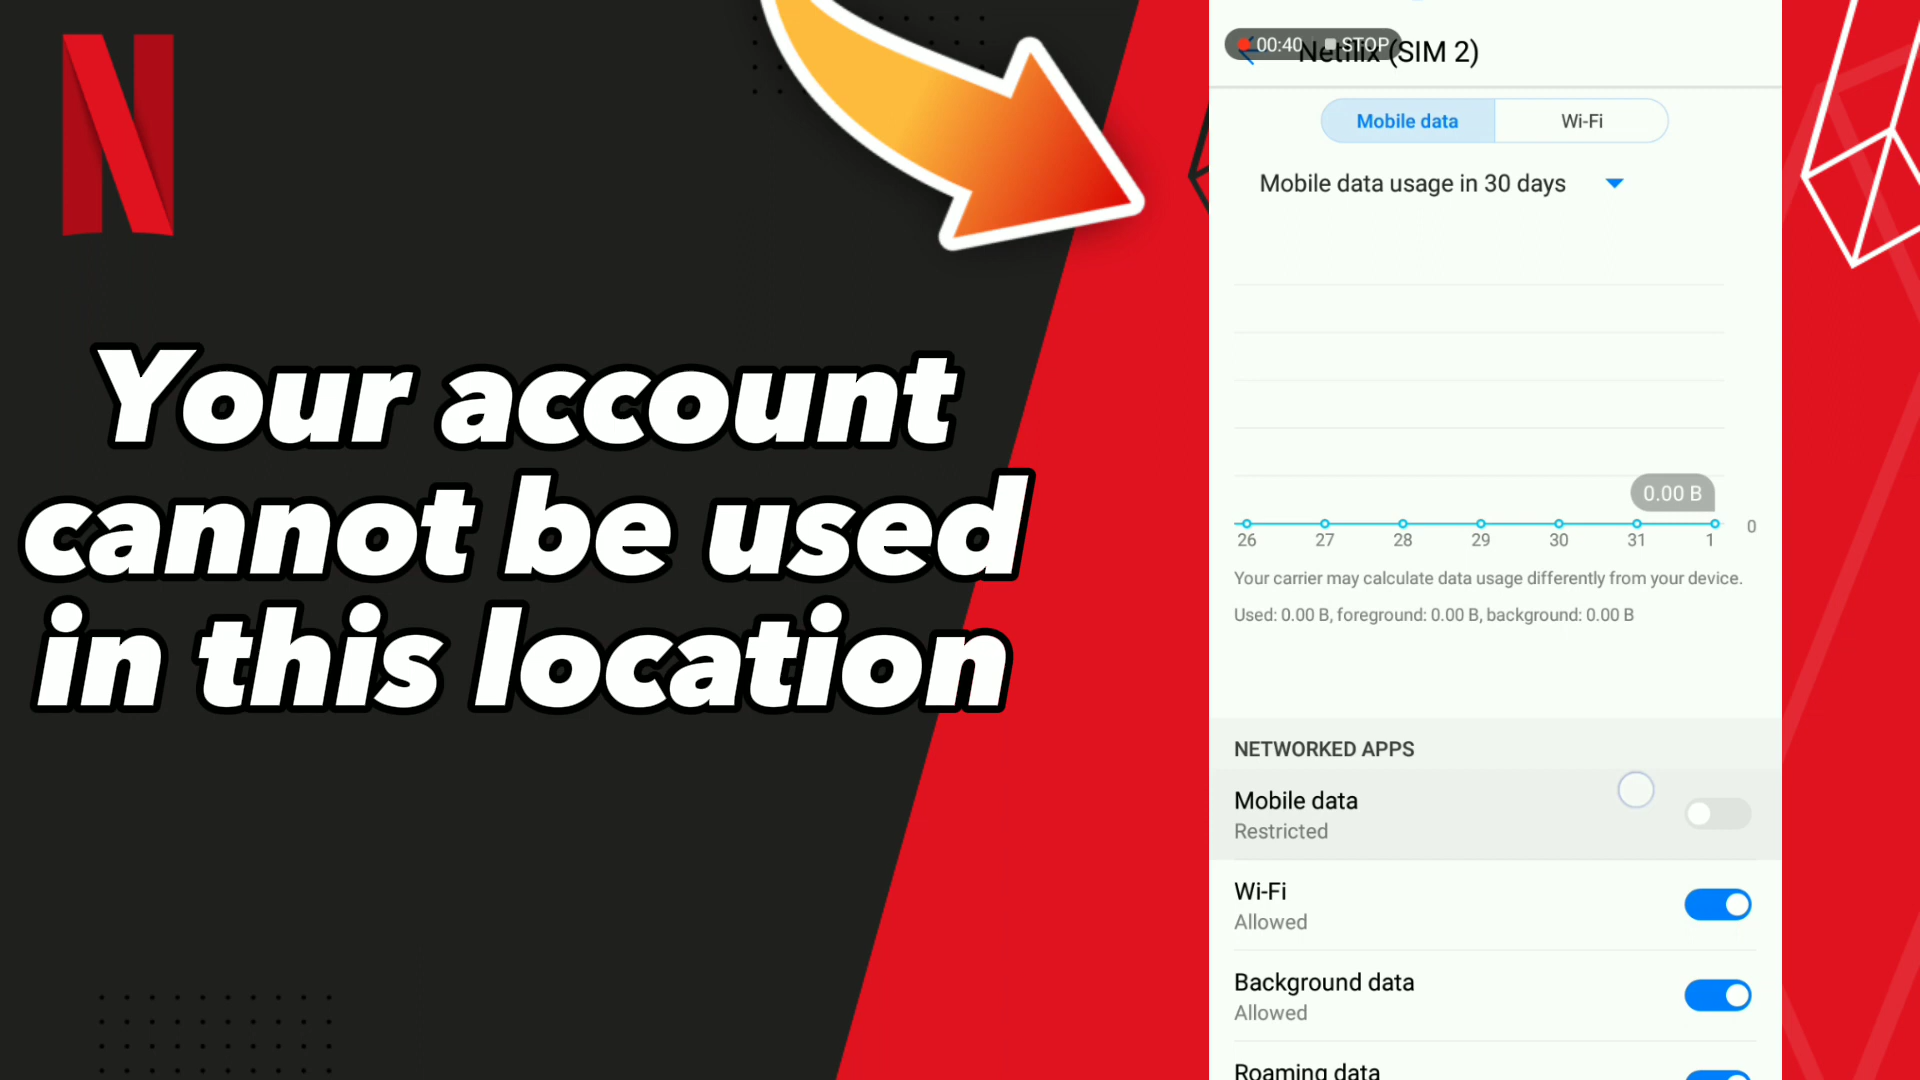 Your account
cannot be used
in this location
00:40 STOP
Netflix (SIM 2)
Mobile data
Wi-Fi
Mobile data usage in 30 days
0.00 B
0
26 27 28 29 30 31 1
Your carrier may calculate data usage differently from your device.
Used: 0.00 B, foreground: 0.00 B, background: 0.00 B
NETWORKED APPS
Mobile data
Restricted
Wi-Fi
Allowed
Background data
Allowed
Roaming data